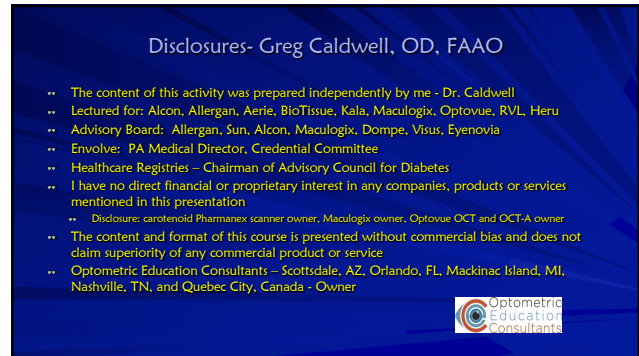 Disclosures- Greg Caldwell, OD, FAAO
The content of this activity was prepared independently by me - Dr. Caldwell
Lectured for: Alcon, Allergan, Aerie, BioTissue, Kala, Maculogix, Optovue, RVL, Heru
Advisory Board: Allergan, Sun, Alcon, Maculogix, Dompe, Visus, Eyenovia
Envolve: PA Medical Director, Credential Committee
Healthcare Registries – Chairman of Advisory Council for Diabetes
I have no direct financial or proprietary interest in any companies, products or services
mentioned in this presentation
Disclosure: carotenoid Pharmanex scanner owner, Maculogix owner, Optovue OCT and OCT-A owner
The content and format of this course is presented without commercial bias and does not
claim superiority of any commercial product or service
Optometric Education Consultants – Scottsdale, AZ, Orlando, FL, Mackinac Island, MI,
Nashville, TN, and Quebec City, Canada - Owner
Optometric
Education
Consultants